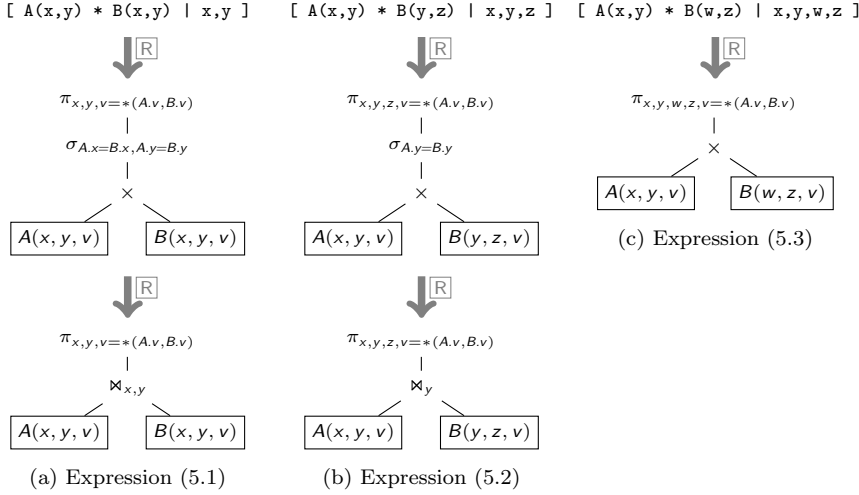 [ A(x,y) * B(x,y) | x,y ]
R
π x,y,v=*(A.v,B.v)
σ A.x=B.x,A.y=B.y
×
A(x, y, v) B(x, y, v)
R
π x,y,v=*(A.v,B.v)
⋈ x,y
A(x, y, v) B(x, y, v)
(a) Expression (5.1)
[ A(x,y) * B(y,z) | x,y,z ]
R
π x,y,z,v=*(A.v,B.v)
σ A.y=B.y
×
A(x, y, v) B(y, z, v)
R
π x,y,z,v=*(A.v,B.v)
⋈ y
A(x, y, v) B(y, z, v)
(b) Expression (5.2)
[ A(x,y) * B(w,z) | x,y,w,z ]
R
π x,y,w,z,v=*(A.v,B.v)
×
A(x, y, v) B(w, z, v)
(c) Expression (5.3)